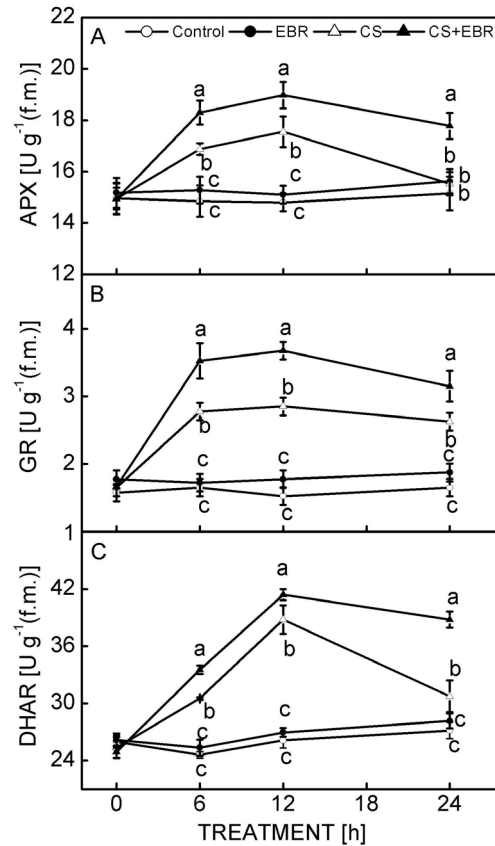 Control EBR CS CS+EBR
A
22
20
18
16
14
12
APX [U g-1(f.m.)]
a
a
a
b
b
b
c
c
b
c
c
b
B
4
3
2
1
GR [U g-1(f.m.)]
a
a
a
b
b
b
c
c
c
c
c
c
C
42
36
30
24
DHAR [U g-1(f.m.)]
a
a
a
b
b
b
c
c
c
c
c
c
0 6 12 24
TREATMENT [h]